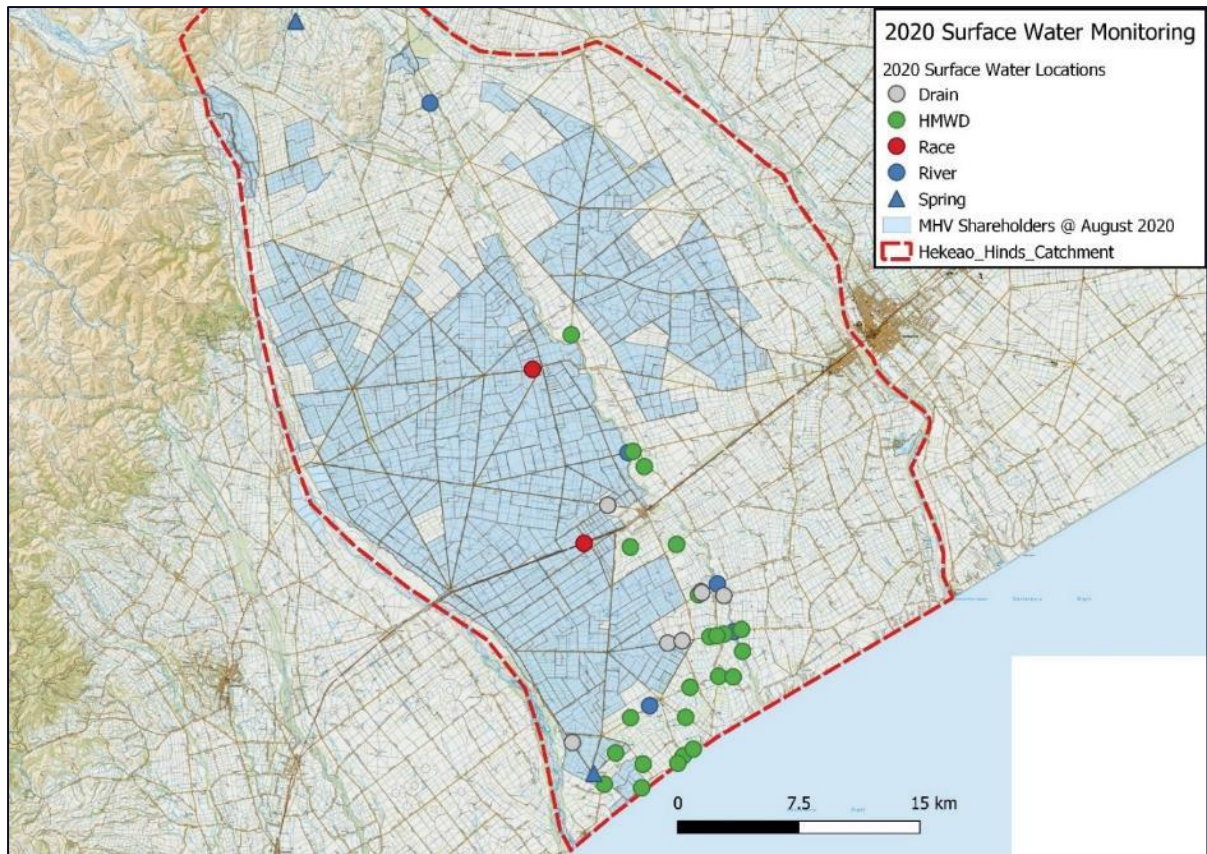 2020 Surface Water Monitoring
2020 Surface Water Locations
Drain
HMWD
Race
River
Spring
MHV Shareholders @ August 2020
Hekeao_Hinds_Catchment
0 7.5 15 km